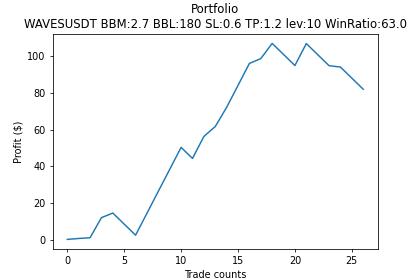 Portfolio
WAVESUSDT BBM:2.7 BBL:180 SL:0.6 TP:1.2 lev:10 WinRatio:63.0
100
80
60
40
20
0
Profit ($)
0 5 10 15 20 25
Trade counts